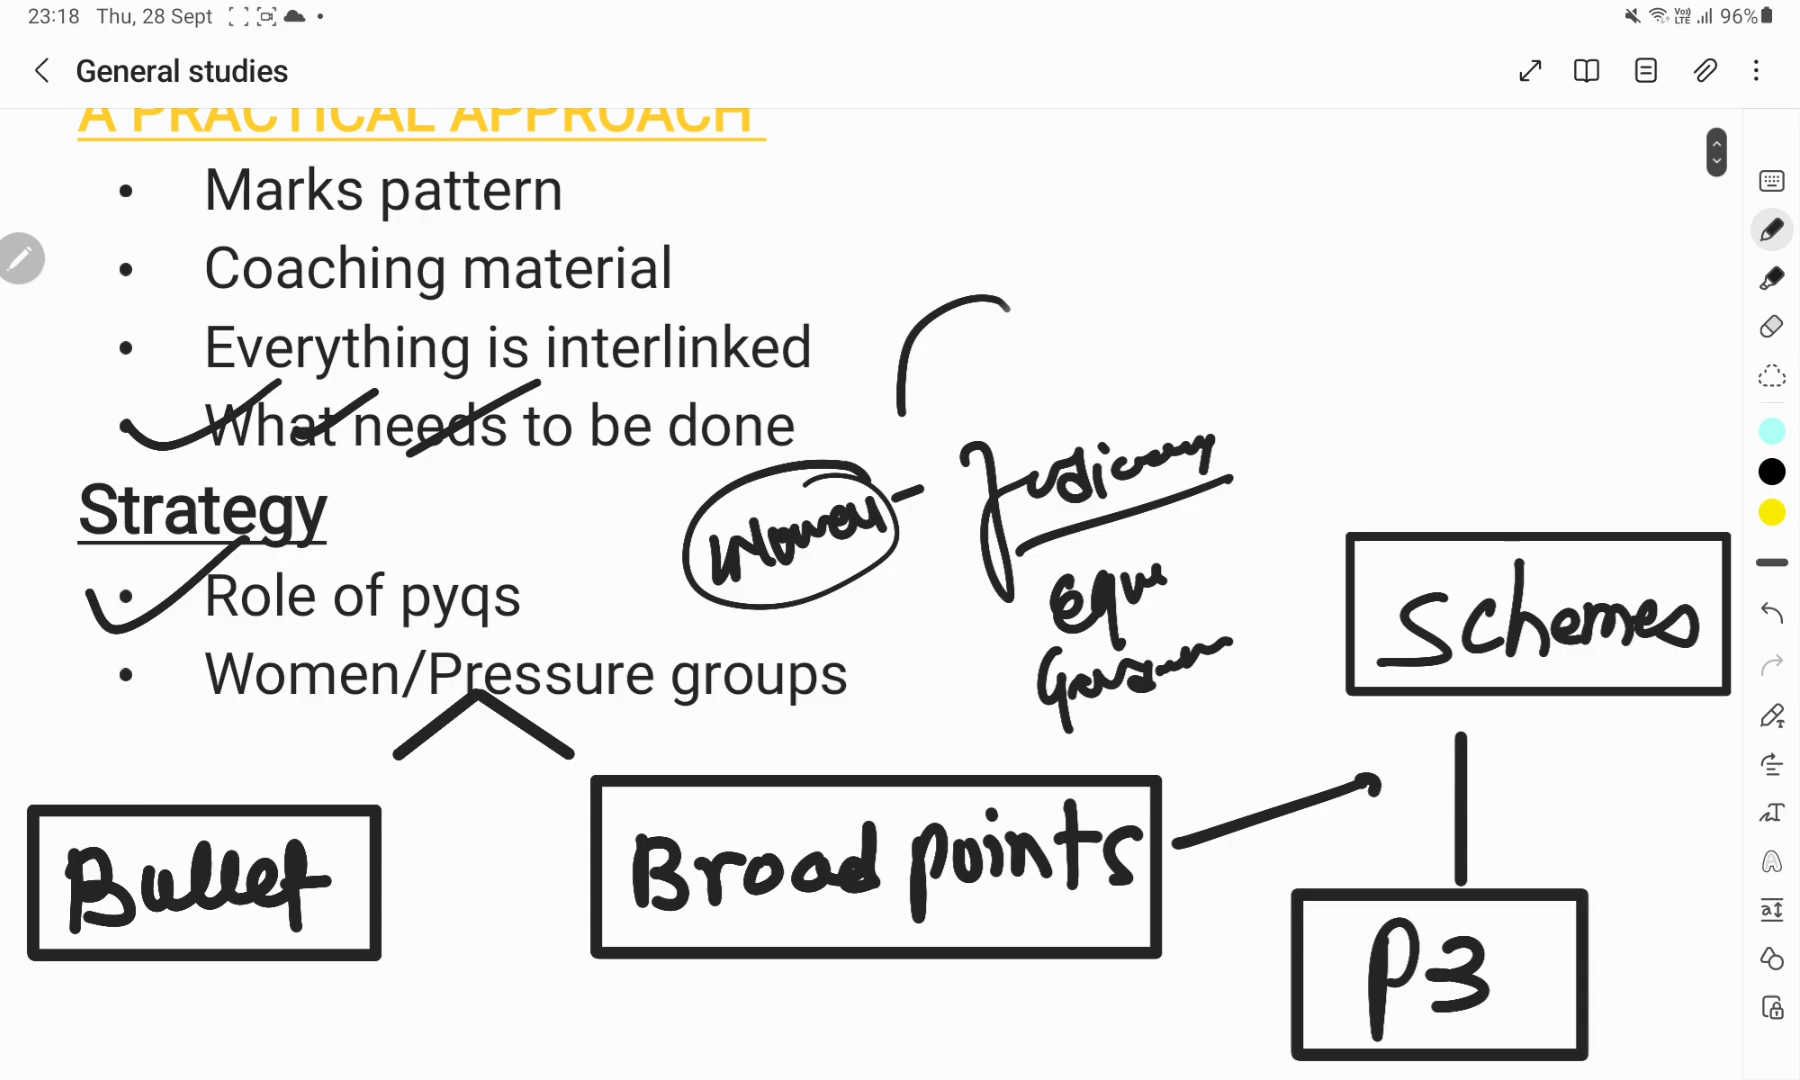 23:18 Thu, 28 Sept 96%
General studies
A PRACTICAL APPROACH
• Marks pattern
• Coaching material
• Everything is interlinked
• What needs to be done
Strategy
• Role of pyqs
• Women/Pressure groups
Women - Judiciary
Schemes
Bullet
Broad points
P3